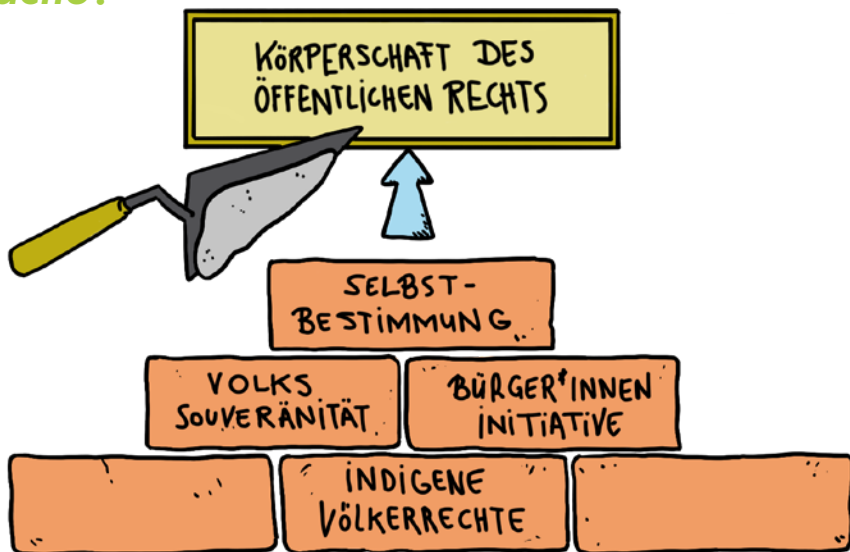 KÖRPERSCHAFT DES
ÖFFENTLICHEN RECHTS
SELBST-
BESTIMMUNG
VOLKS
SOUVERÄNITÄT
BÜRGER*INNEN
INITIATIVE
INDIGENE
VÖLKERRECHTE